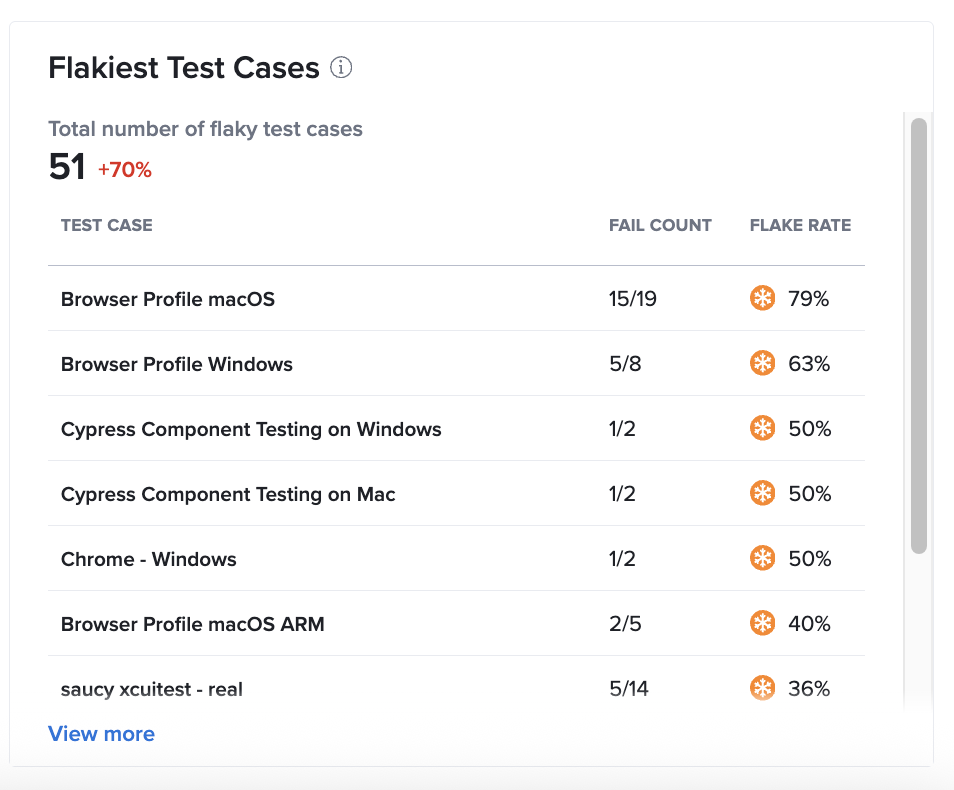 Flakiest Test Cases
Total number of flaky test cases
51 +70%
TEST CASE FAIL COUNT FLAKE RATE
Browser Profile macOS 15/19 79%
Browser Profile Windows 5/8 63%
Cypress Component Testing on Windows 1/2 50%
Cypress Component Testing on Mac 1/2 50%
Chrome - Windows 1/2 50%
Browser Profile macOS ARM 2/5 40%
saucy xcuitest - real 5/14 36%
View more